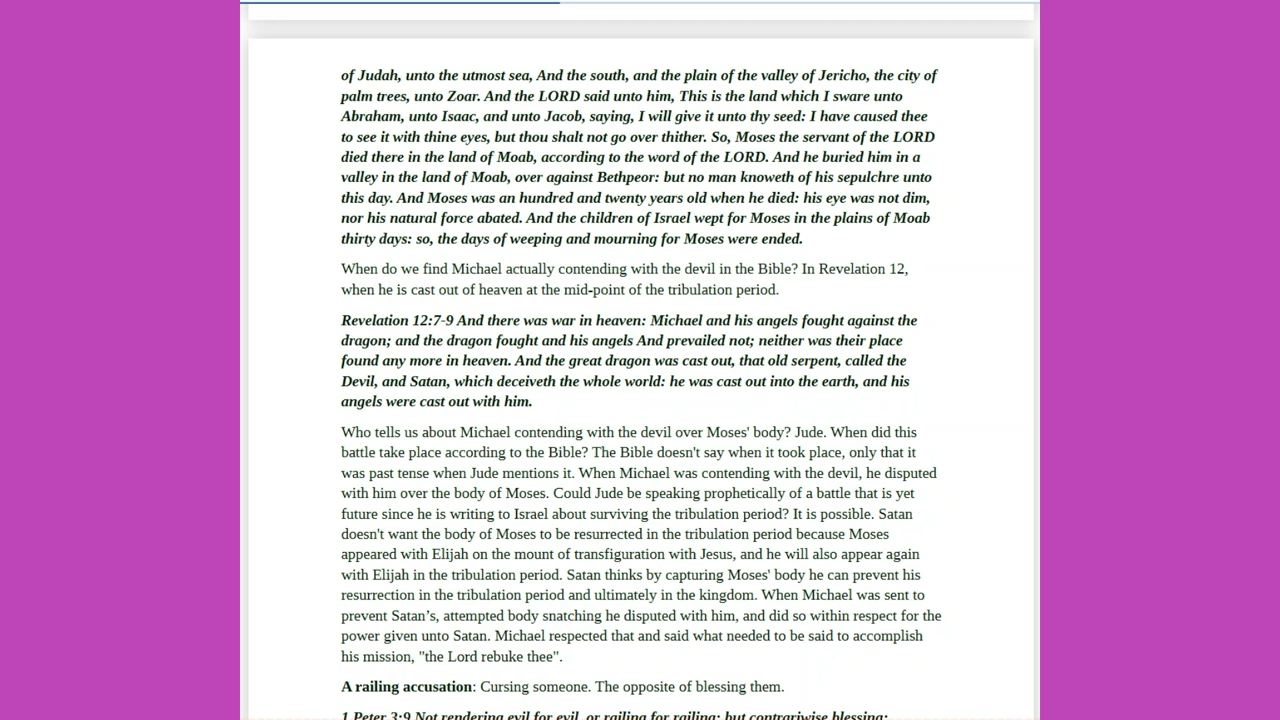 of Judah, unto the utmost sea, And the south, and the plain of the valley of Jericho, the city of
palm trees, unto Zoar. And the LORD said unto him, This is the land which I sware unto
Abraham, unto Isaac, and unto Jacob, saying, I will give it unto thy seed: I have caused thee
to see it with thine eyes, but thou shalt not go over thither. So, Moses the servant of the LORD
died there in the land of Moab, according to the word of the LORD. And he buried him in a
valley in the land of Moab, over against Bethpeor: but no man knoweth of his sepulchre unto
this day. And Moses was an hundred and twenty years old when he died: his eye was not dim,
nor his natural force abated. And the children of Israel wept for Moses in the plains of Moab
thirty days: so, the days of weeping and mourning for Moses were ended.
When do we find Michael actually contending with the devil in the Bible? In Revelation 12,
when he is cast out of heaven at the mid-point of the tribulation period.
Revelation 12:7-9 And there was war in heaven: Michael and his angels fought against the
dragon; and the dragon fought and his angels And prevailed not; neither was their place
found any more in heaven. And the great dragon was cast out, that old serpent, called the
Devil, and Satan, which deceiveth the whole world: he was cast out into the earth, and his
angels were cast out with him.
Who tells us about Michael contending with the devil over Moses' body? Jude. When did this
battle take place according to the Bible? The Bible doesn't say when it took place, only that it
was past tense when Jude mentions it. When Michael was contending with the devil, he disputed
with him over the body of Moses. Could Jude be speaking prophetically of a battle that is yet
future since he is writing to Israel about surviving the tribulation period? It is possible. Satan
doesn't want the body of Moses to be resurrected in the tribulation period because Moses
appeared with Elijah on the mount of transfiguration with Jesus, and he will also appear again
with Elijah in the tribulation period. Satan thinks by capturing Moses' body he can prevent his
resurrection in the tribulation period and ultimately in the kingdom. When Michael was sent to
prevent Satan’s, attempted body snatching he disputed with him, and did so within respect for the
power given unto Satan. Michael respected that and said what needed to be said to accomplish
his mission, "the Lord rebuke thee".
A railing accusation: Cursing someone. The opposite of blessing them.
1 Peter 3:9 Not rendering evil for evil, or railing for railing: but contrariwise blessing;